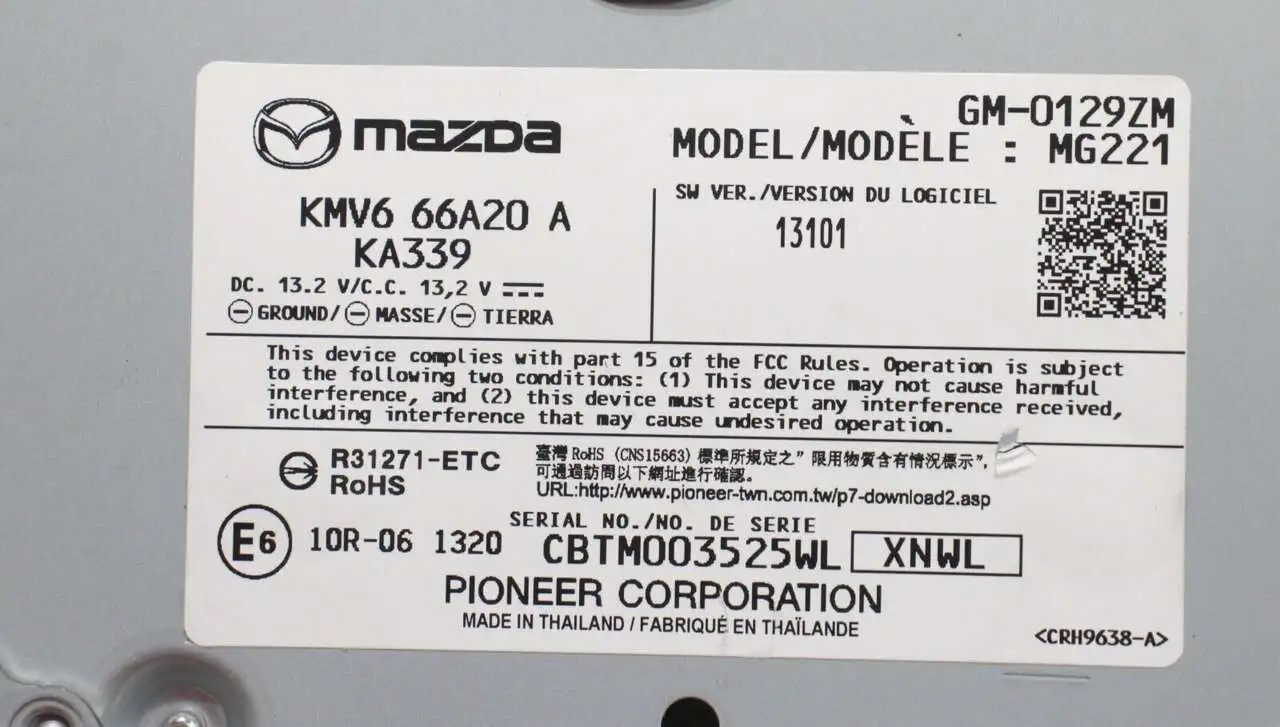 mazda
GM-0129ZM
MODEL/MODÈLE : MG221
KMV6 66A20 A
KA339
DC. 13.2 V/C.C. 13,2 V ⎓
⊖ GROUND/⊖ MASSE/⊖ TIERRA
SW VER./VERSION DU LOGICIEL
13101
This device complies with part 15 of the FCC Rules. Operation is subject
to the following two conditions: (1) This device may not cause harmful
interference, and (2) this device must accept any interference received,
including interference that may cause undesired operation.
R31271-ETC
RoHS
臺灣 RoHS (CNS15663) 標準所規定之" 限用物質含有情況標示",
可通過訪問以下網址進行確認。
URL:http://www.pioneer-twn.com.tw/p7-download2.asp
E6 10R-06 1320
SERIAL NO./NO. DE SERIE
CBTM003525WL XNWL
PIONEER CORPORATION
MADE IN THAILAND / FABRIQUÉ EN THAÏLANDE
<CRH9638-A>